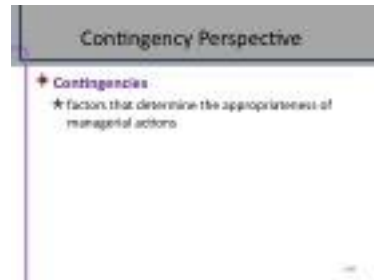 Contingency Perspective
Contingencies
factors that determine the appropriateness of
managerial actions